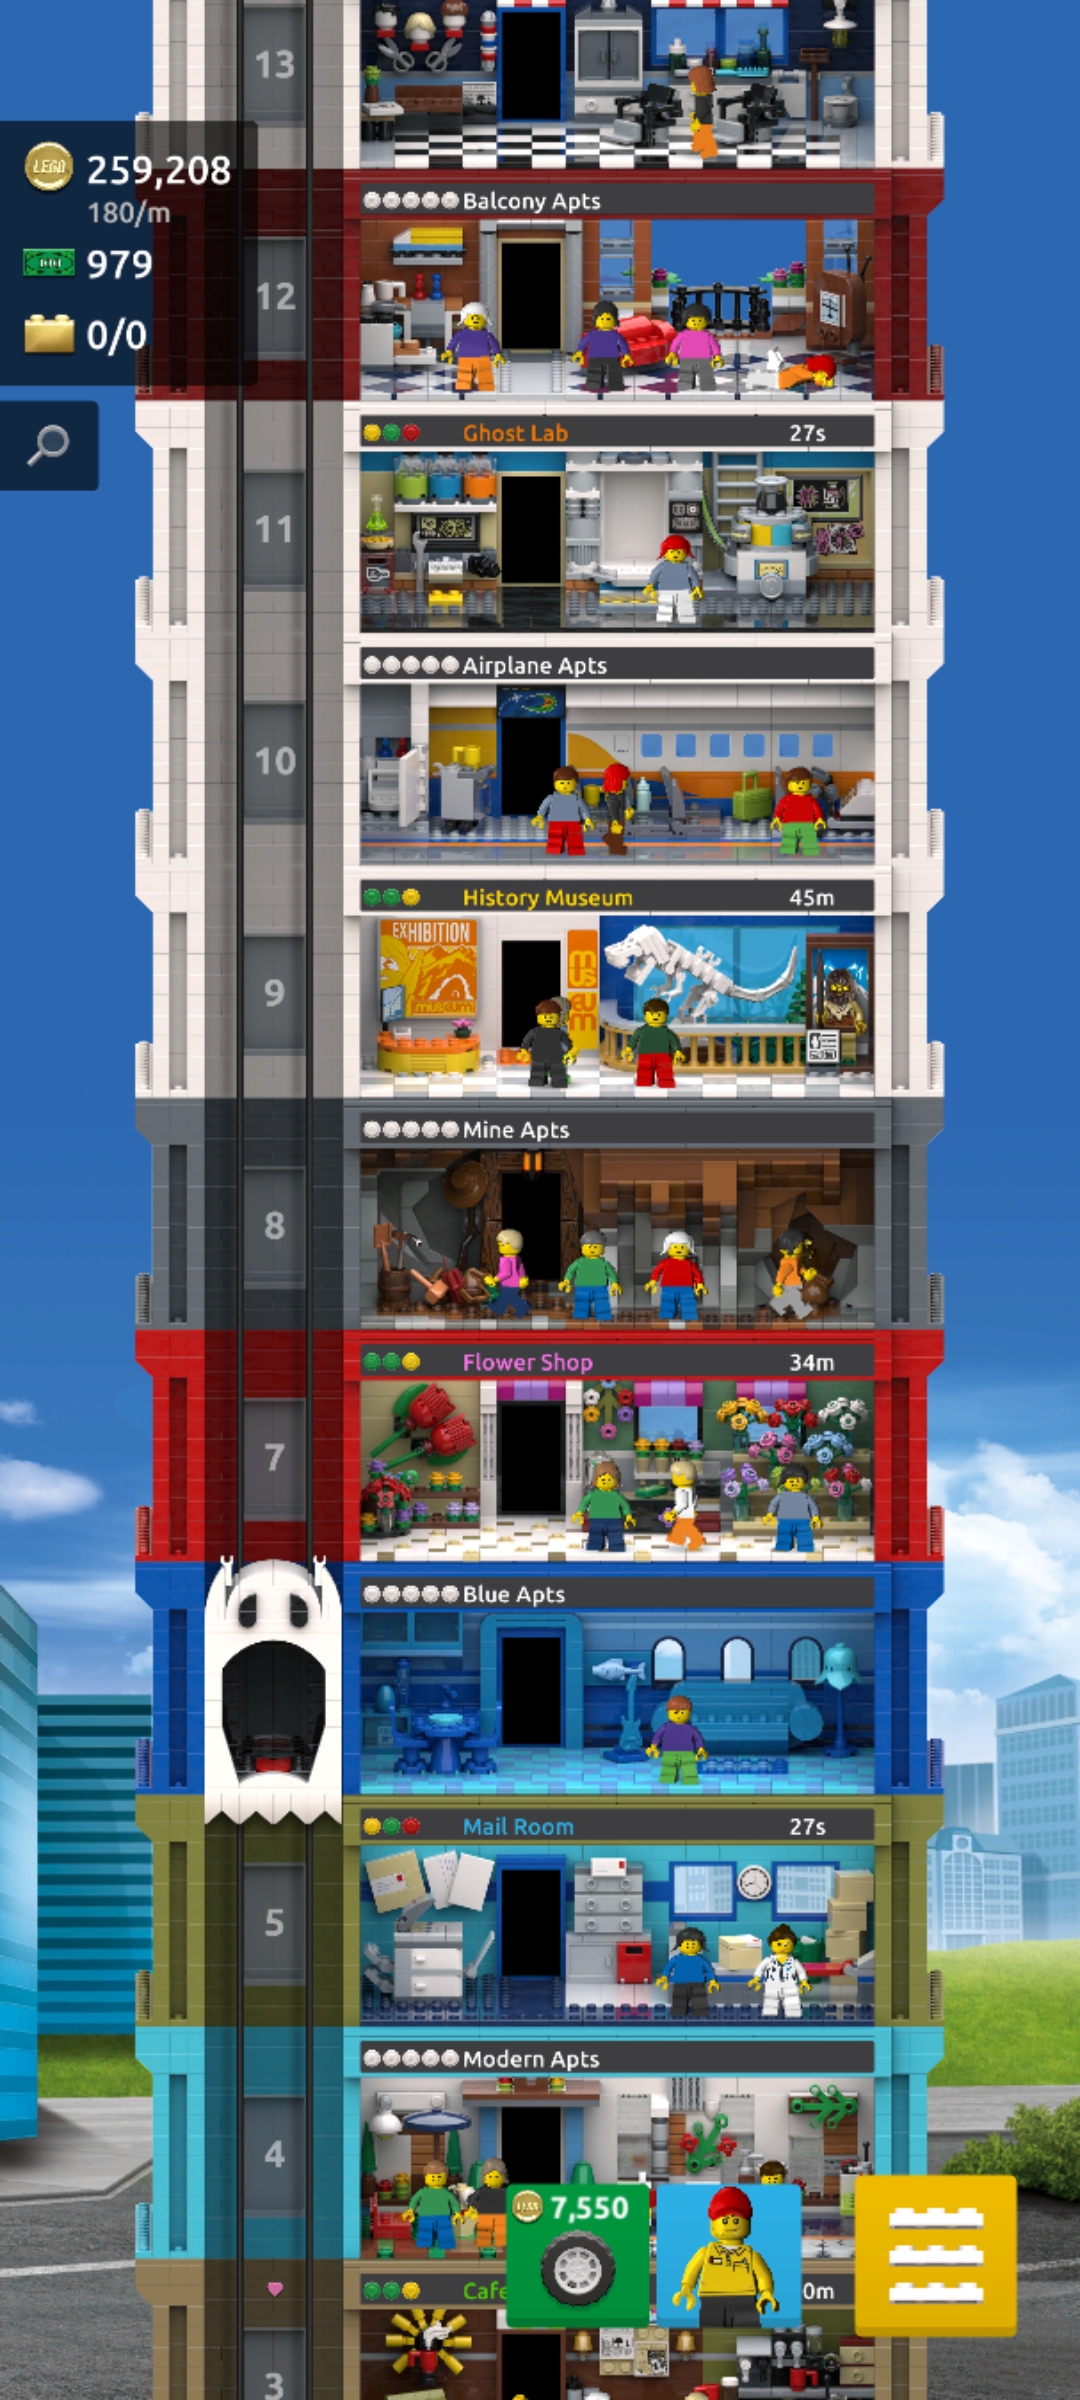 13
LEGO
259,208
180/m
979
0/0
Balcony Apts
12
Ghost Lab 27s
11
Airplane Apts
10
History Museum 45m
EXHIBITION
museum
9
Mine Apts
8
Flower Shop 34m
7
Blue Apts
Mail Room 27s
5
Modern Apts
4
7,550
Cafe
0m
3